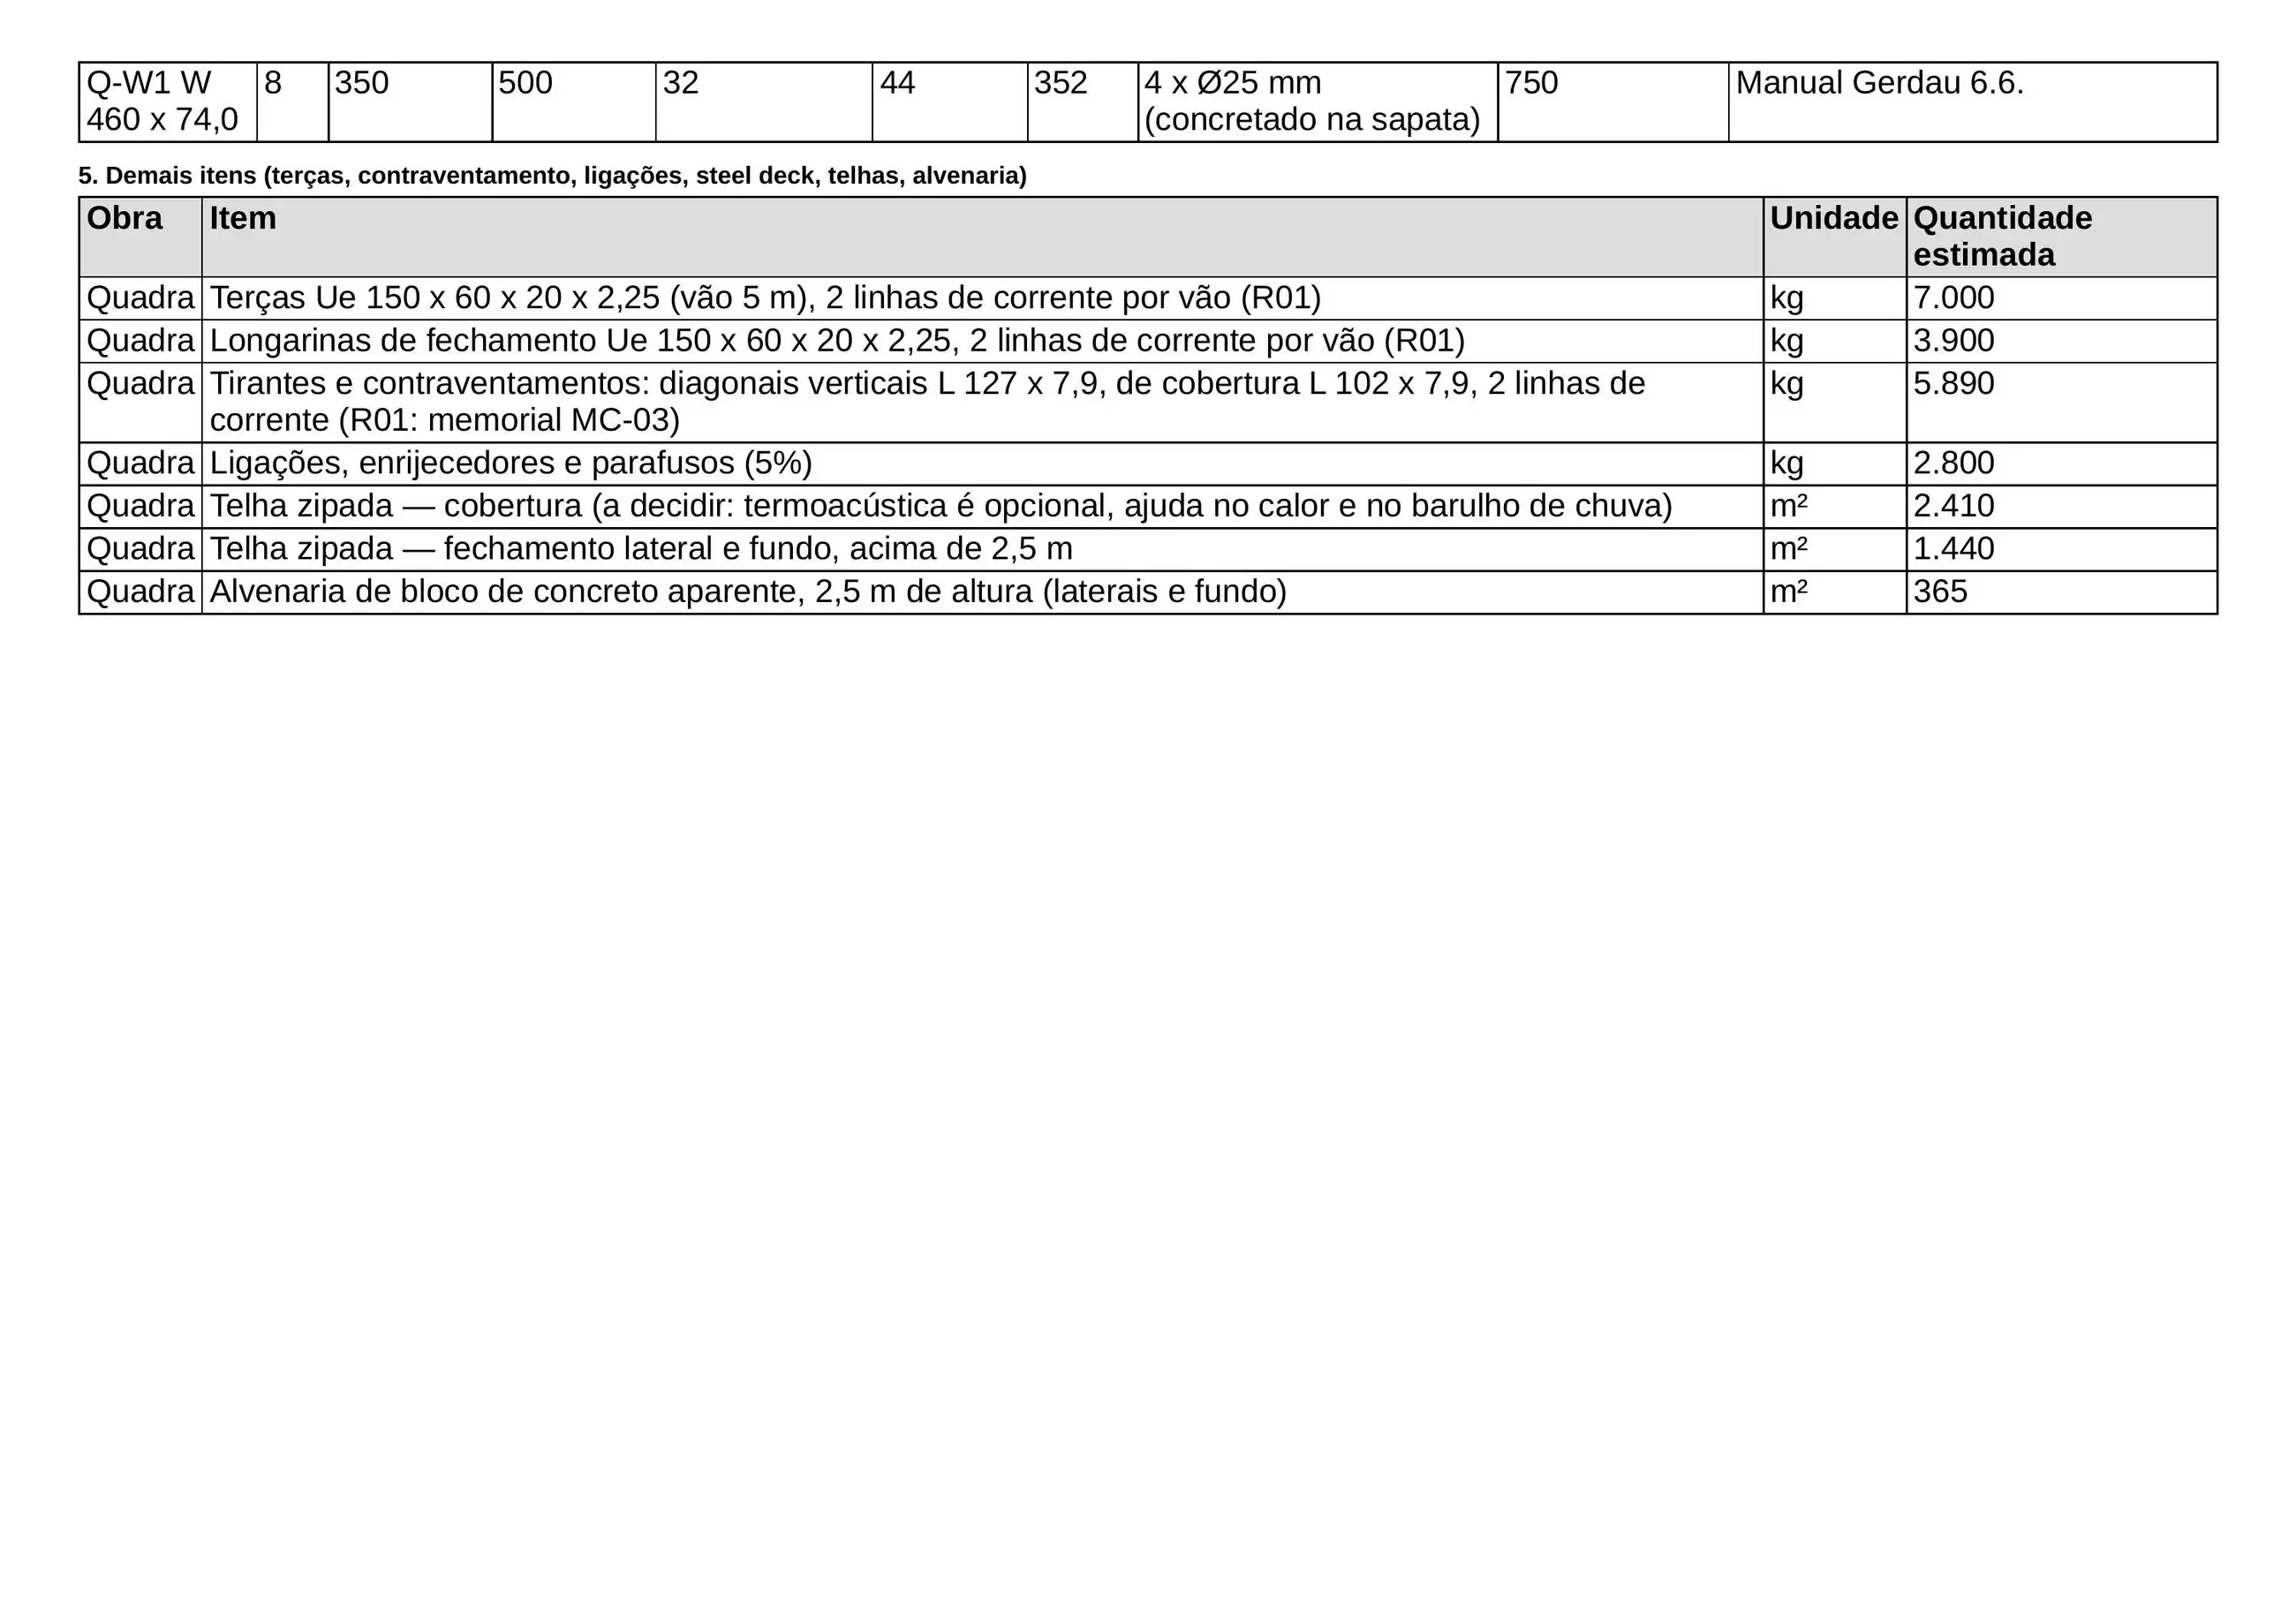 Q-W1 W 8 350 500 32 44 352 4 x Ø25 mm 750 Manual Gerdau 6.6.
460 x 74,0 (concretado na sapata)
5. Demais itens (terças, contraventamento, ligações, steel deck, telhas, alvenaria)
Obra Item Unidade Quantidade
estimada
Quadra Terças Ue 150 x 60 x 20 x 2,25 (vão 5 m), 2 linhas de corrente por vão (R01) kg 7.000
Quadra Longarinas de fechamento Ue 150 x 60 x 20 x 2,25, 2 linhas de corrente por vão (R01) kg 3.900
Quadra Tirantes e contraventamentos: diagonais verticais L 127 x 7,9, de cobertura L 102 x 7,9, 2 linhas de kg 5.890
corrente (R01: memorial MC-03)
Quadra Ligações, enrijecedores e parafusos (5%) kg 2.800
Quadra Telha zipada — cobertura (a decidir: termoacústica é opcional, ajuda no calor e no barulho de chuva) m² 2.410
Quadra Telha zipada — fechamento lateral e fundo, acima de 2,5 m m² 1.440
Quadra Alvenaria de bloco de concreto aparente, 2,5 m de altura (laterais e fundo) m² 365